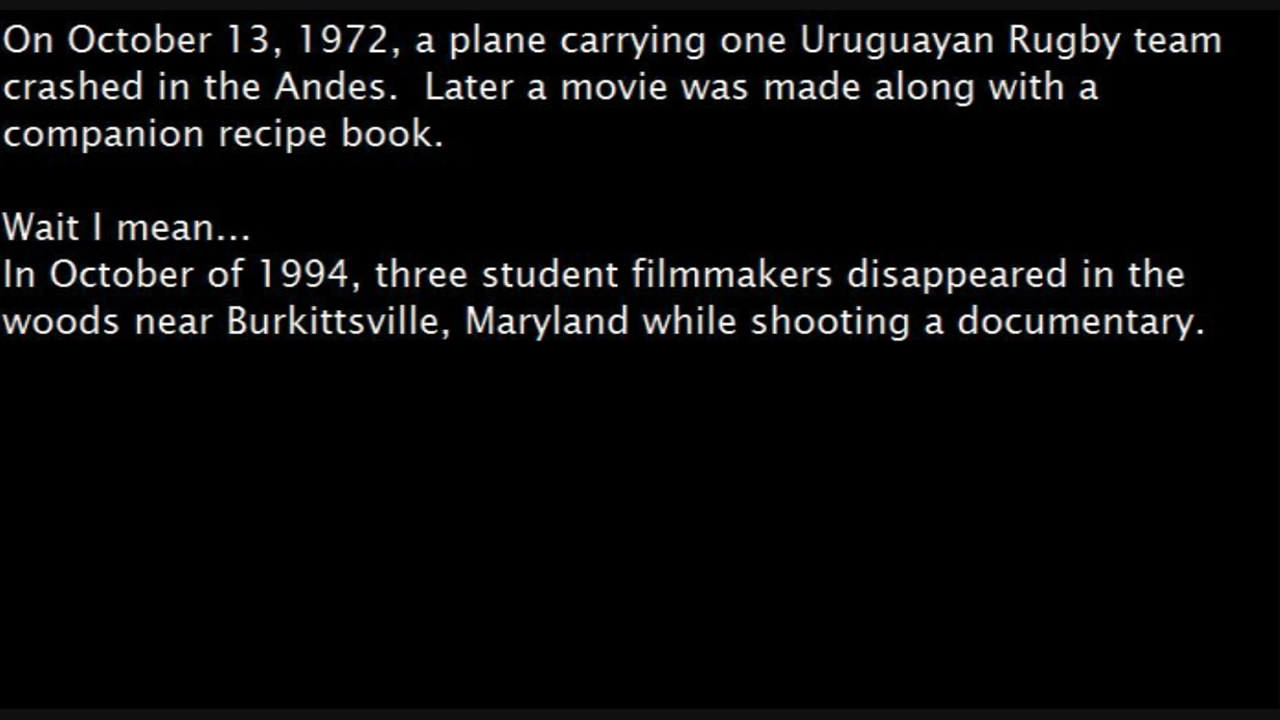 On October 13, 1972, a plane carrying one Uruguayan Rugby team
crashed in the Andes.  Later a movie was made along with a
companion recipe book.
Wait I mean...
In October of 1994, three student filmmakers disappeared in the
woods near Burkittsville, Maryland while shooting a documentary.